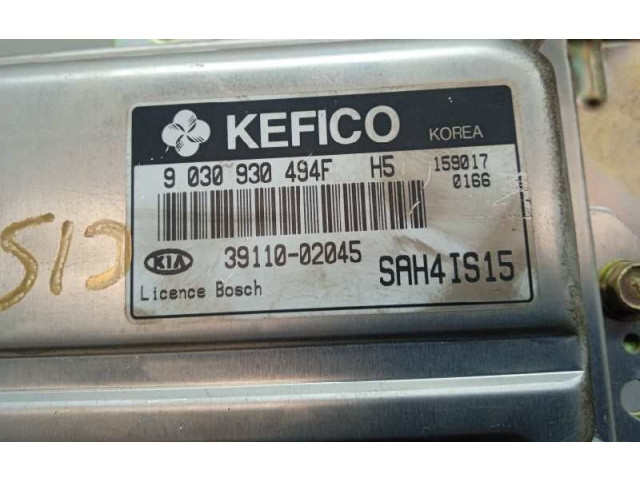 KEFICO KOREA
9 030 930 494F H5 159017
0166
KIA 39110-02045 SAH4IS15
Licence Bosch